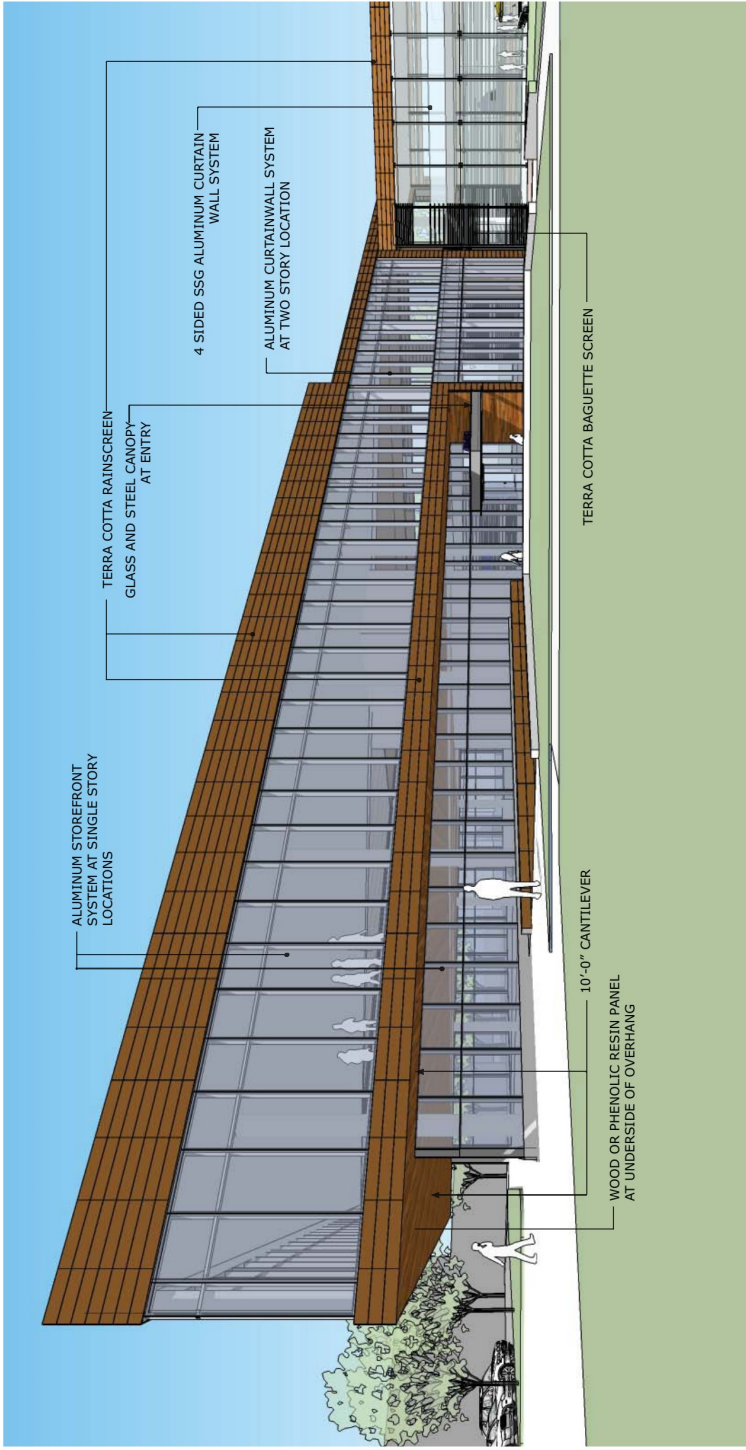 ALUMINUM STOREFRONT
SYSTEM AT SINGLE STORY
LOCATIONS
TERRA COTTA RAINSCREEN
GLASS AND STEEL CANOPY
AT ENTRY
4 SIDED SSG ALUMINUM CURTAIN
WALL SYSTEM
ALUMINUM CURTAINWALL SYSTEM
AT TWO STORY LOCATION
WOOD OR PHENOLIC RESIN PANEL
AT UNDERSIDE OF OVERHANG
10'-0" CANTILEVER
TERRA COTTA BAGUETTE SCREEN